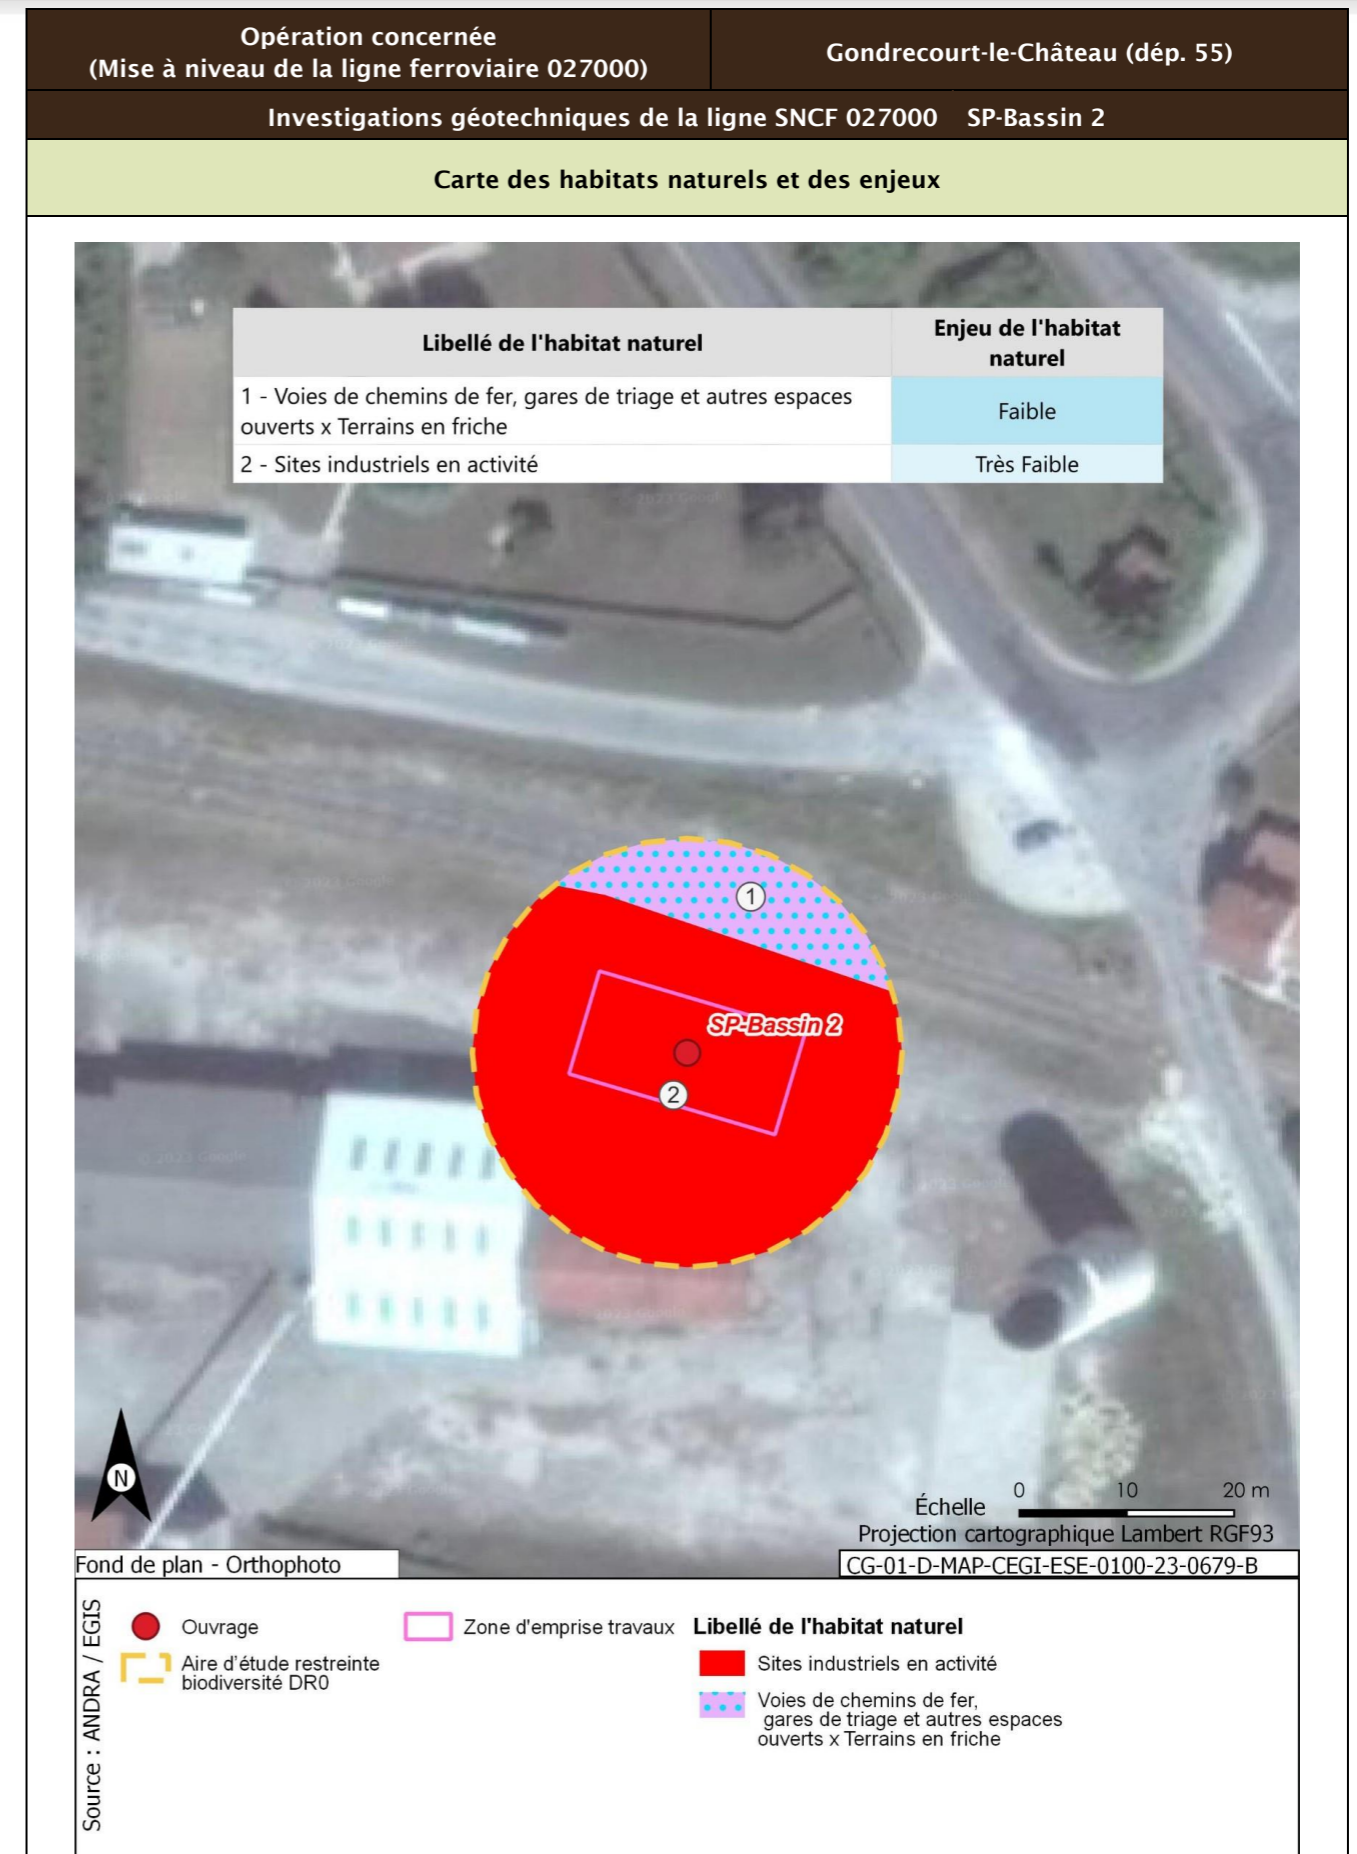 Opération concernée
(Mise à niveau de la ligne ferroviaire 027000)
Gondrecourt-le-Château (dép. 55)
Investigations géotechniques de la ligne SNCF 027000 SP-Bassin 2
Carte des habitats naturels et des enjeux
Libellé de l'habitat naturel
Enjeu de l'habitat
naturel
1 - Voies de chemins de fer, gares de triage et autres espaces
ouverts x Terrains en friche
Faible
2 - Sites industriels en activité
Très Faible
1
SP-Bassin 2
2
N
Échelle
0 10 20 m
Projection cartographique Lambert RGF93
Fond de plan - Orthophoto
CG-01-D-MAP-CEGI-ESE-0100-23-0679-B
Source : ANDRA / EGIS
Ouvrage
Aire d'étude restreinte
biodiversité DR0
Zone d'emprise travaux
Libellé de l'habitat naturel
Sites industriels en activité
Voies de chemins de fer,
gares de triage et autres espaces
ouverts x Terrains en friche